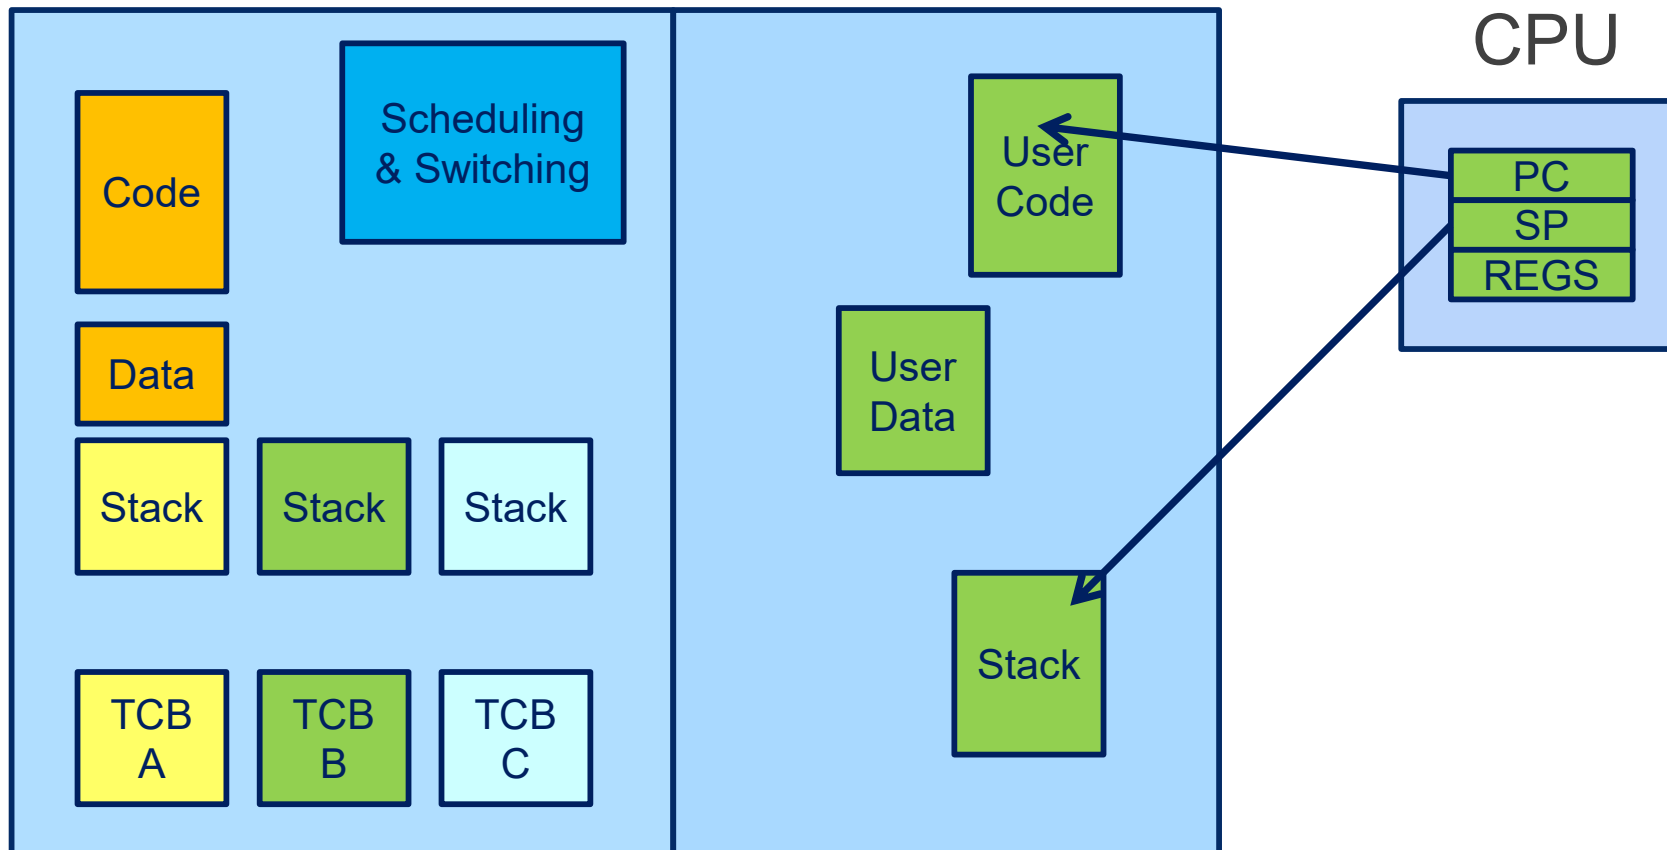 CPU
Scheduling
& Switching
Code
User
Code
PC
SP
REGS
Data
User
Data
Stack
Stack
Stack
Stack
TCB
A
TCB
B
TCB
C